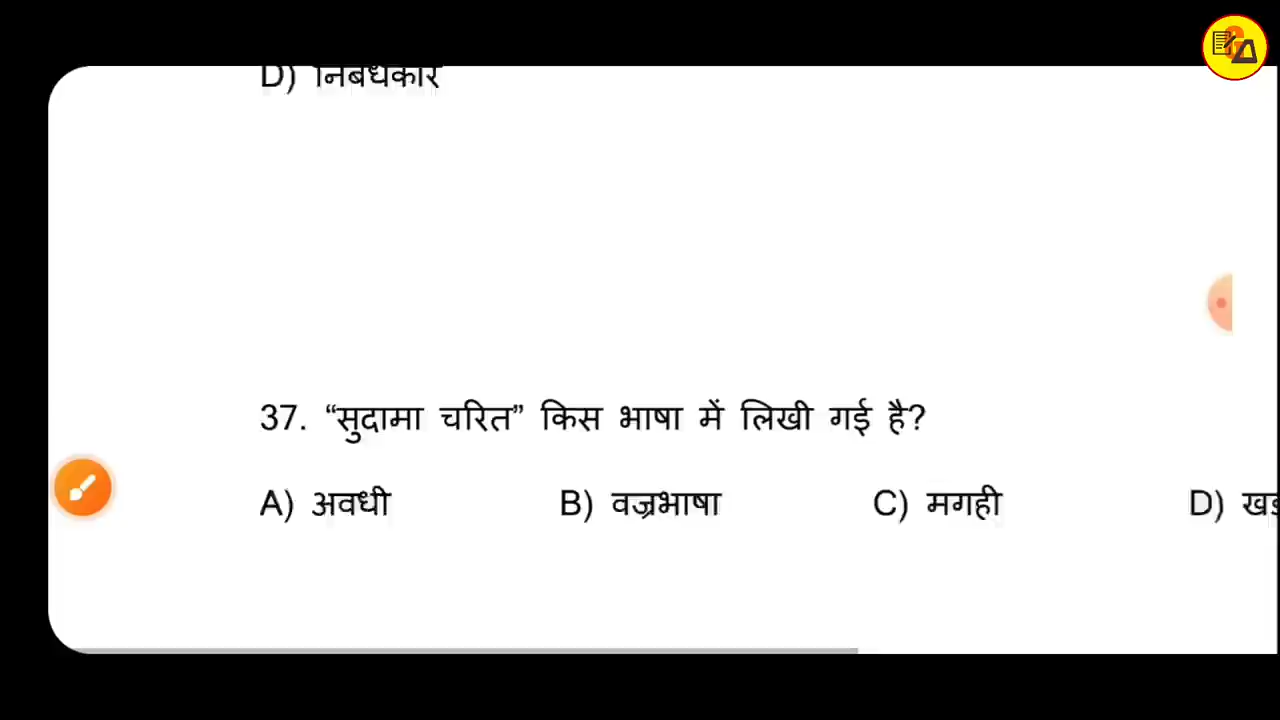 D) निबंधकार
37. “सुदामा चरित” किस भाषा में लिखी गई है?
A) अवधी B) वज्रभाषा C) मगही D)